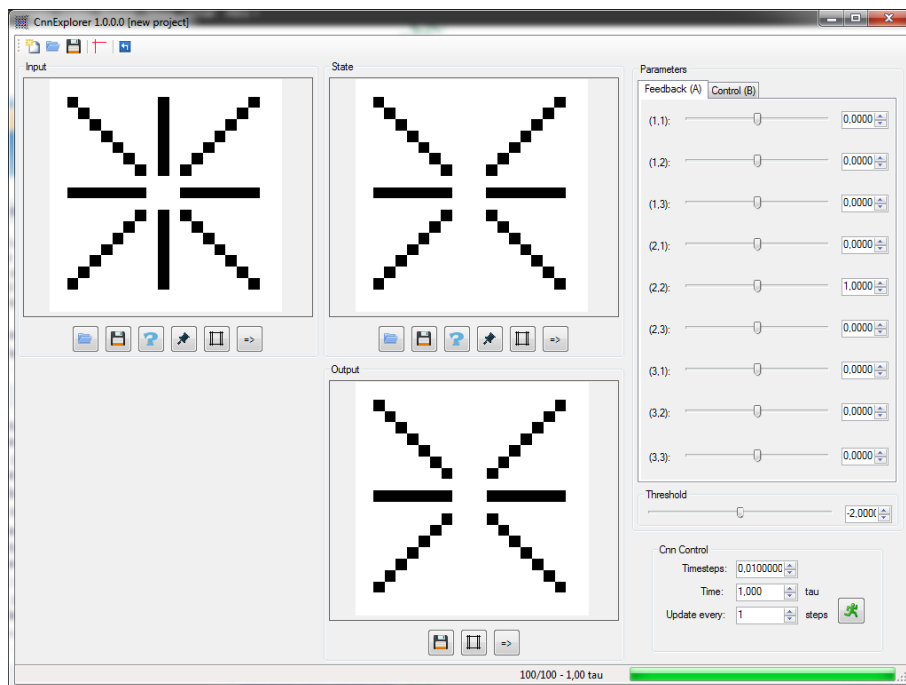 CnnExplorer 1.0.0.0 [new project]
Input
State
Parameters
Feedback (A) Control (B)
(1,1): 0,0000
(1,2): 0,0000
(1,3): 0,0000
(2,1): 0,0000
(2,2): 1,0000
(2,3): 0,0000
(3,1): 0,0000
(3,2): 0,0000
(3,3): 0,0000
? =>
? =>
Output
Threshold
-2,000
Cnn Control
Timesteps: 0,0100000
Time: 1,000 tau
Update every: 1 steps
=>
100/100 - 1,00 tau